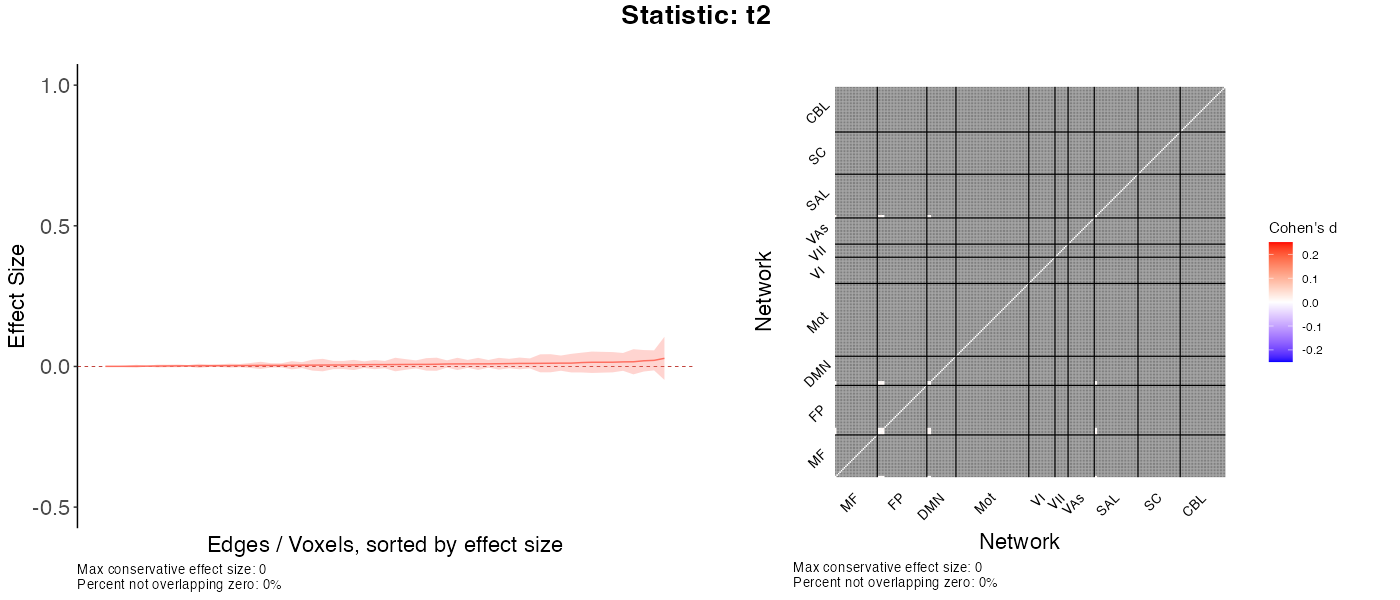 Statistic: t2
1.0
0.5
0.0
-0.5
Effect Size
Edges / Voxels, sorted by effect size
Max conservative effect size: 0
Percent not overlapping zero: 0%
CBL
SC
SAL
VAs
VII
VI
Mot
DMN
FP
MF
Network
MF
FP
DMN
Mot
VI
VII
VAs
SAL
SC
CBL
Network
Max conservative effect size: 0
Percent not overlapping zero: 0%
Cohen's d
0.2
0.1
0.0
-0.1
-0.2